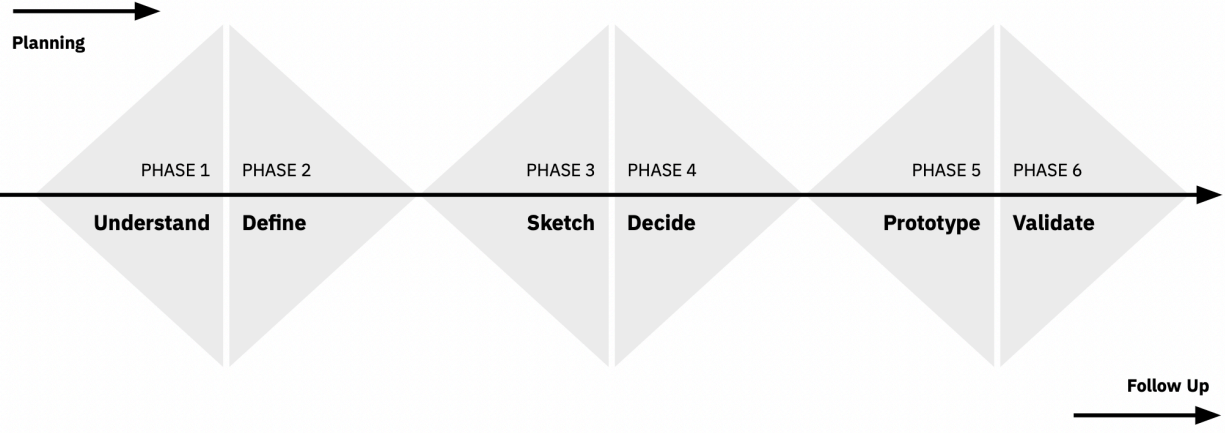 Planning
PHASE 1
PHASE 2
PHASE 3
PHASE 4
PHASE 5
PHASE 6
Understand
Define
Sketch
Decide
Prototype
Validate
Follow Up